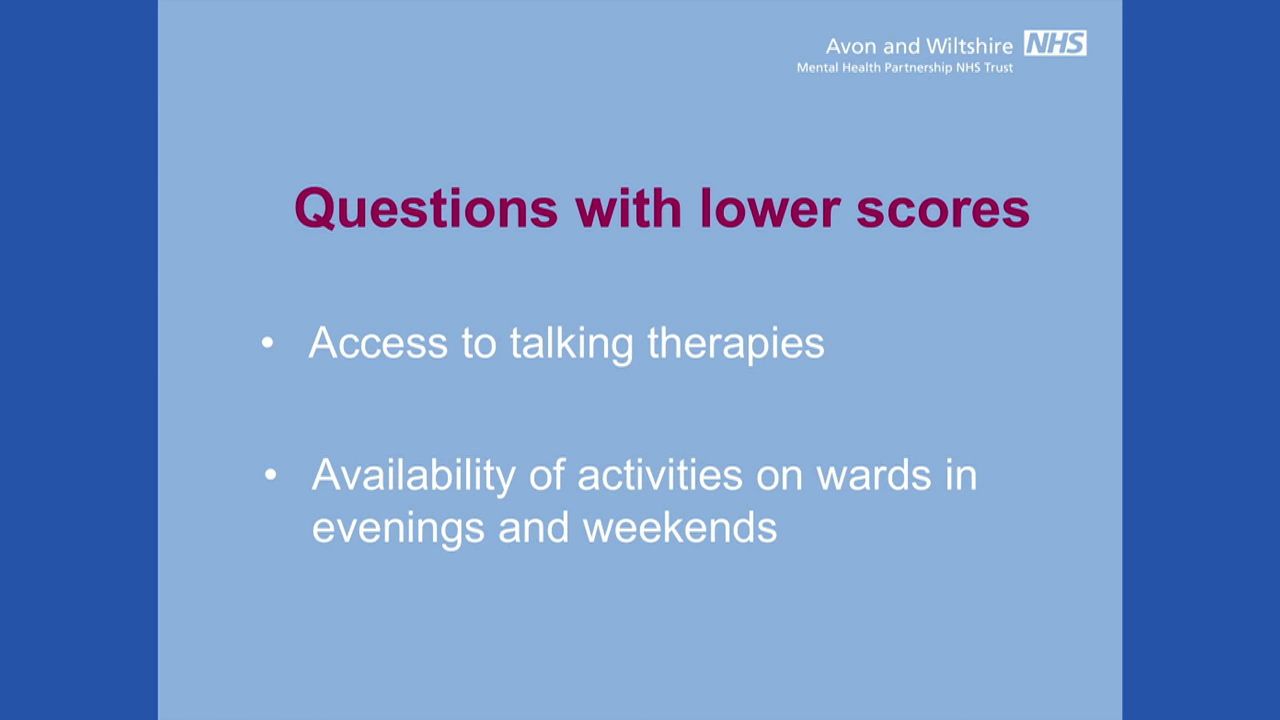 Avon and Wiltshire NHS
Mental Health Partnership NHS Trust
Questions with lower scores
• Access to talking therapies
• Availability of activities on wards in
evenings and weekends